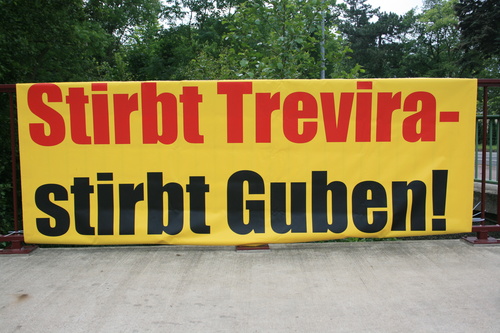 Stirbt Trevira-
stirbt Guben!